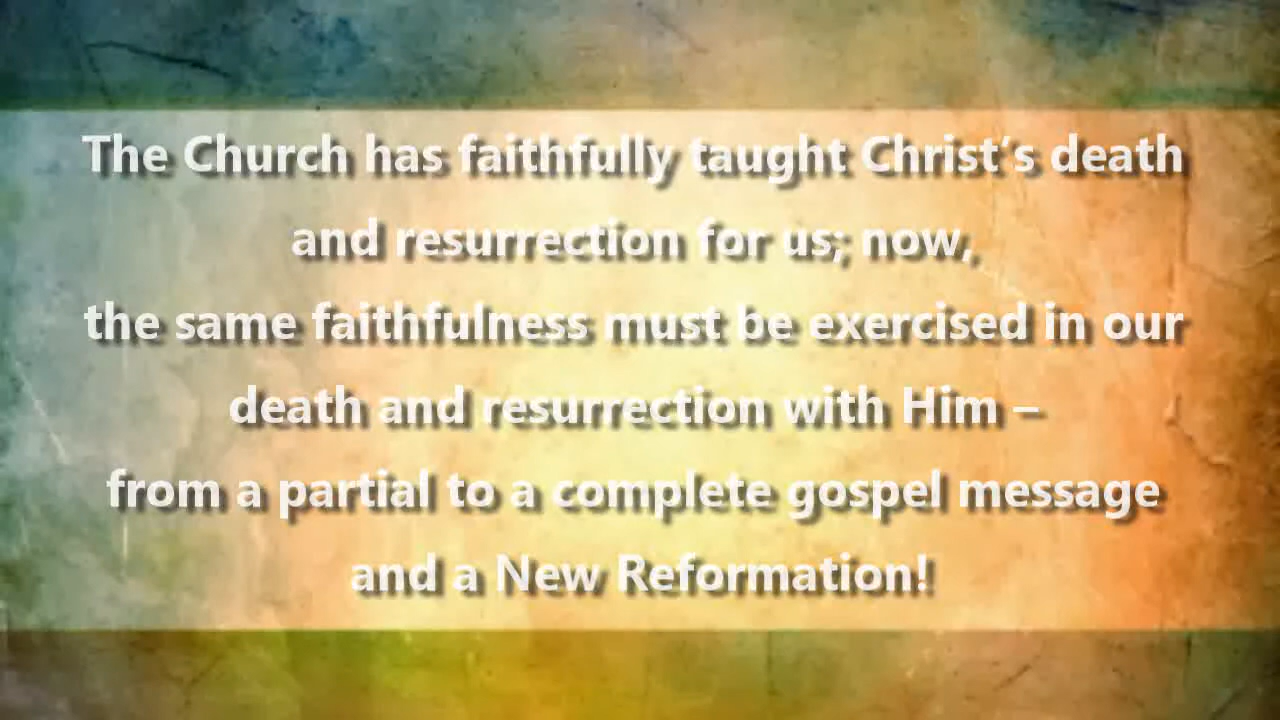 The Church has faithfully taught Christ’s death
and resurrection for us; now,
the same faithfulness must be exercised in our
death and resurrection with Him –
from a partial to a complete gospel message
and a New Reformation!